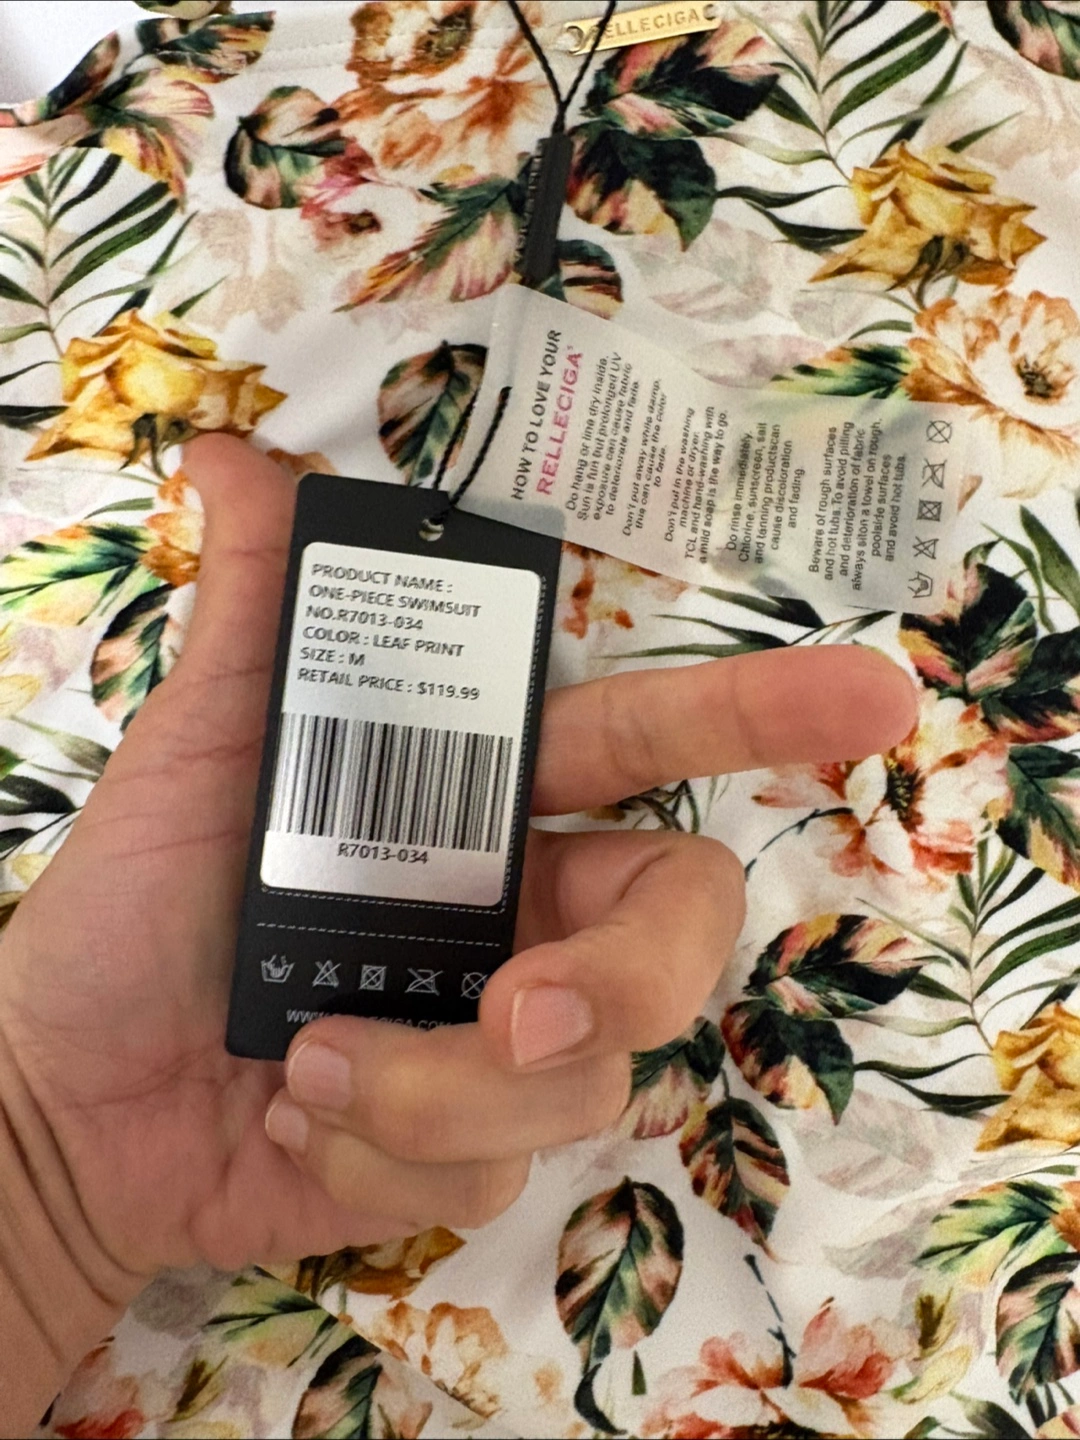 RELLECIGA
HOW TO LOVE YOUR
RELLECIGA®
Do hang or line dry inside.
Sun is fun but prolonged UV
exposure can cause fabric
to deteriorate and fade.
Don't put away while damp,
this can cause the color
to fade.
Don't put in the washing
machine or dryer.
TCL and hand-washing with
a mild soap is the way to go.
Do rinse immediately.
Chlorine, sunscreen, salt
and tanning productscan
cause discoloration
and fading.
Beware of rough surfaces
and hot tubs.To avoid pilling
and deterioration of fabric
always siton a towel on rough,
poolside surfaces
and avoid hot tubs.
PRODUCT NAME :
ONE-PIECE SWIMSUIT
NO.R7013-034
COLOR : LEAF PRINT
SIZE : M
RETAIL PRICE : $119.99
R7013-034
WWW.RELLECIGA.COM